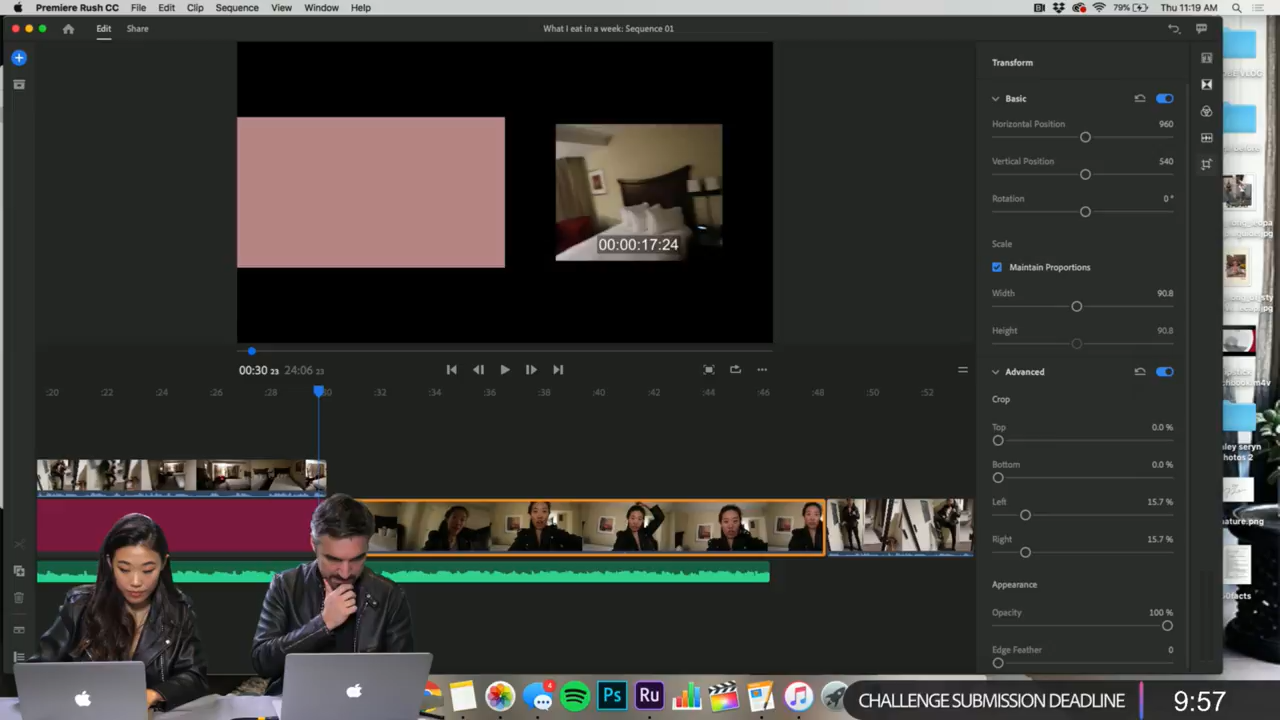 Premiere Rush CC File Edit Clip Sequence View Window Help
79% Thu 11:19 AM
Edit Share What I eat in a week: Sequence 01
00:00:17:24
00:30 23 24:06 23
:20 :22 :24 :26 :28 :30 :32 :34 :36 :38 :40 :42 :44 :46 :48 :50 :52
Transform
Basic
Horizontal Position 960
Vertical Position 540
Rotation 0°
Scale
Maintain Proportions
Width 90.8
Height 90.8
Advanced
Crop
Top 0.0 %
Bottom 0.0 %
Left 15.7 %
Right 15.7 %
Appearance
Opacity 100 %
Edge Feather 0
photos 2
4
Ps
Ru
CHALLENGE SUBMISSION DEADLINE 9:57